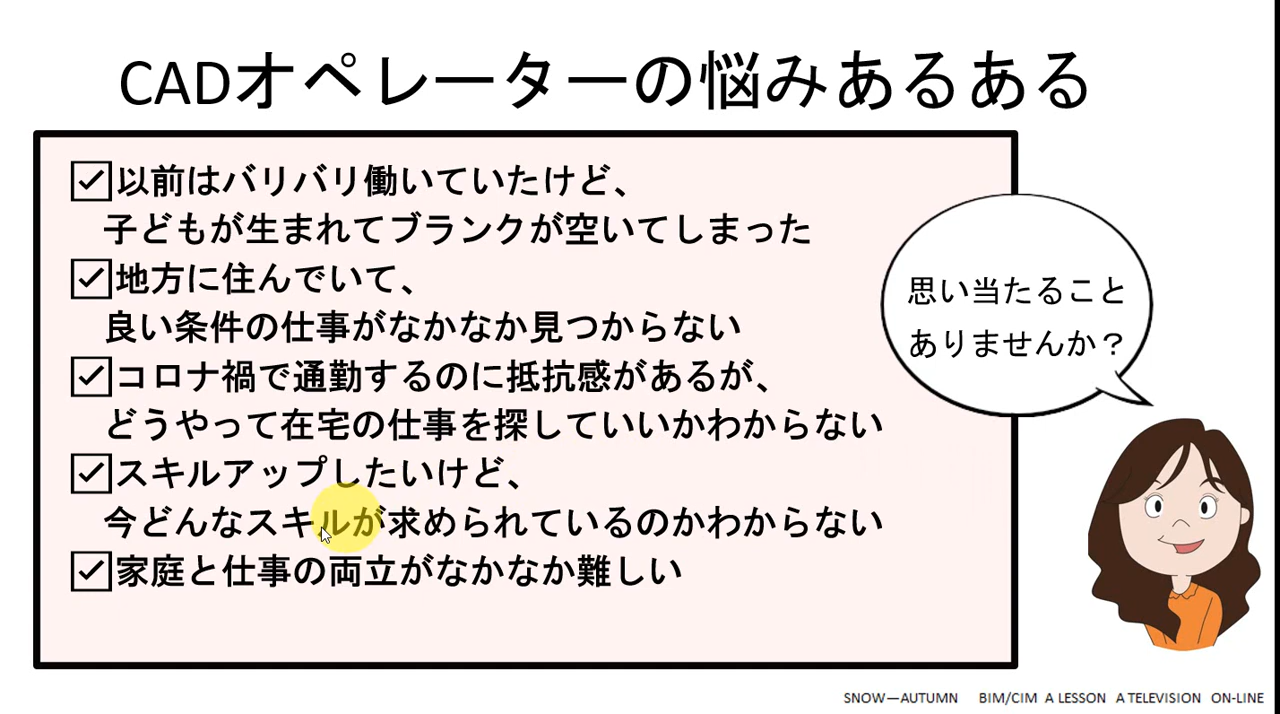 CADオペレーターの悩みあるある
以前はバリバリ働いていたけど、
子どもが生まれてブランクが空いてしまった
地方に住んでいて、
良い条件の仕事がなかなか見つからない
コロナ禍で通勤するのに抵抗感があるが、
どうやって在宅の仕事を探していいかわからない
スキルアップしたいけど、
今どんなスキルが求められているのかわからない
家庭と仕事の両立がなかなか難しい
思い当たること
ありませんか？
SNOW―AUTUMN BIM/CIM A LESSON A TELEVISION ON-LINE